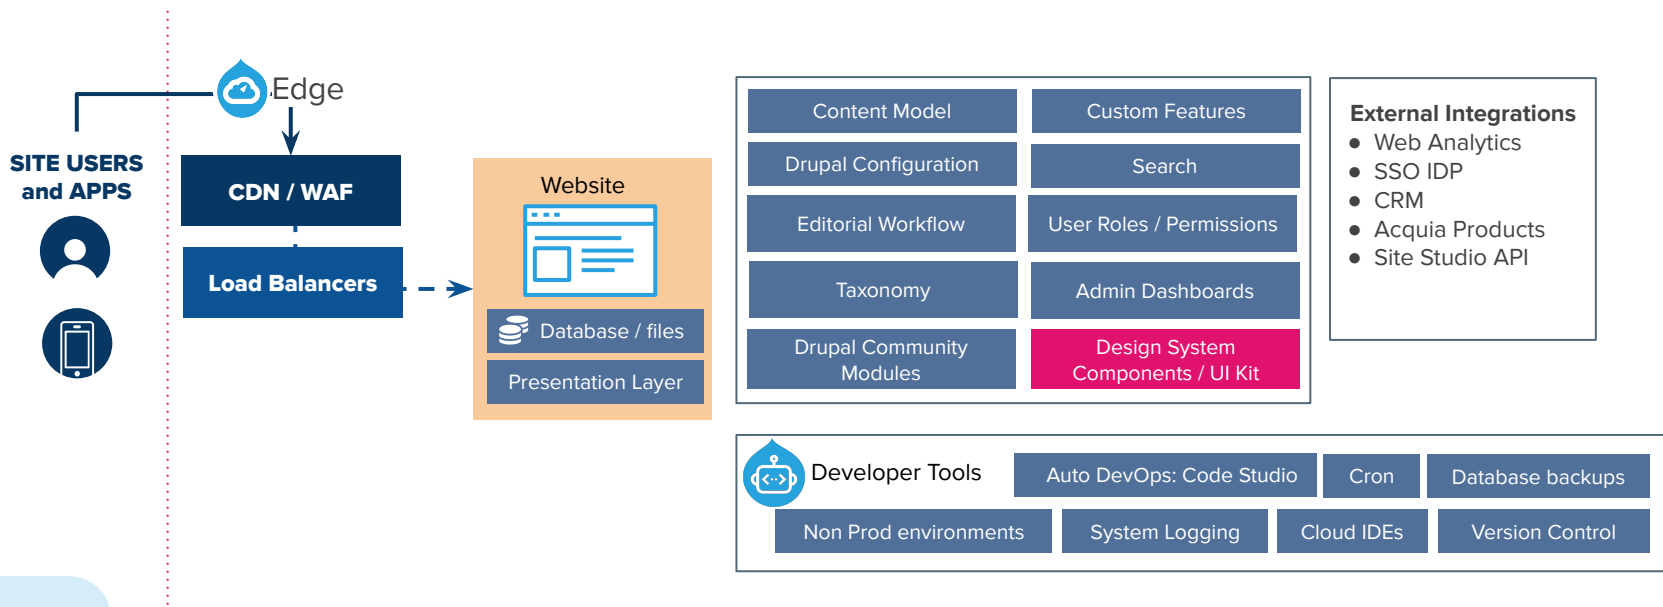 Edge
SITE USERS
and APPS
CDN / WAF
Load Balancers
Website
Database / files
Presentation Layer
Content Model
Custom Features
Drupal Configuration
Search
Editorial Workflow
User Roles / Permissions
Taxonomy
Admin Dashboards
Drupal Community
Modules
Design System
Components / UI Kit
External Integrations
● Web Analytics
● SSO IDP
● CRM
● Acquia Products
● Site Studio API
Developer Tools
Auto DevOps: Code Studio
Cron
Database backups
Non Prod environments
System Logging
Cloud IDEs
Version Control